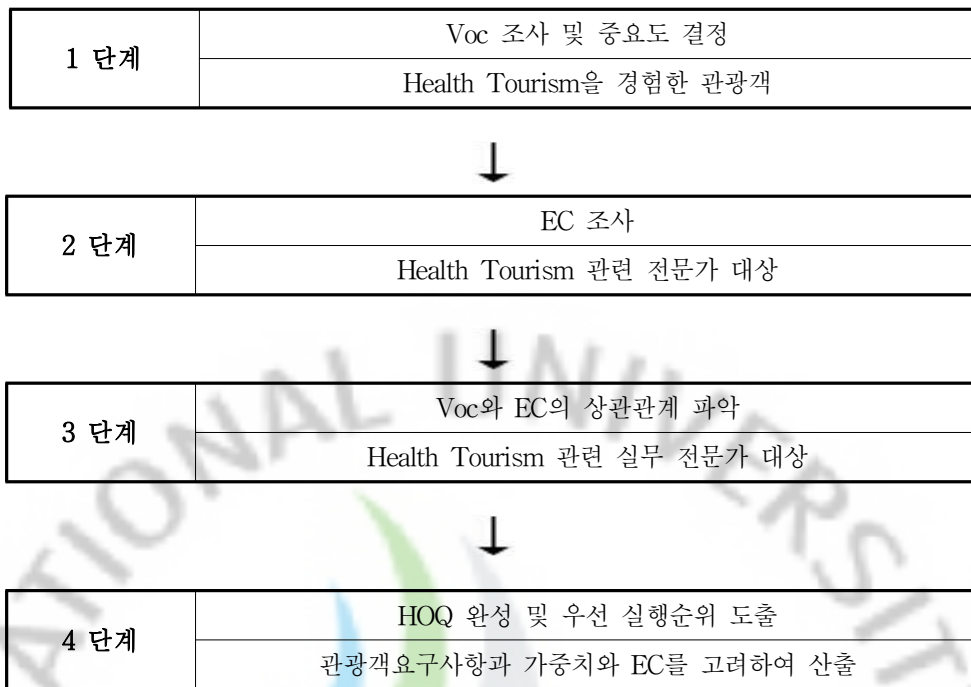 1 단계
Voc 조사 및 중요도 결정
Health Tourism을 경험한 관광객
2 단계
EC 조사
Health Tourism 관련 전문가 대상
3 단계
Voc와 EC의 상관관계 파악
Health Tourism 관련 실무 전문가 대상
4 단계
HOQ 완성 및 우선 실행순위 도출
관광객요구사항과 가중치와 EC를 고려하여 산출
ATIONAL UNIVERSIT